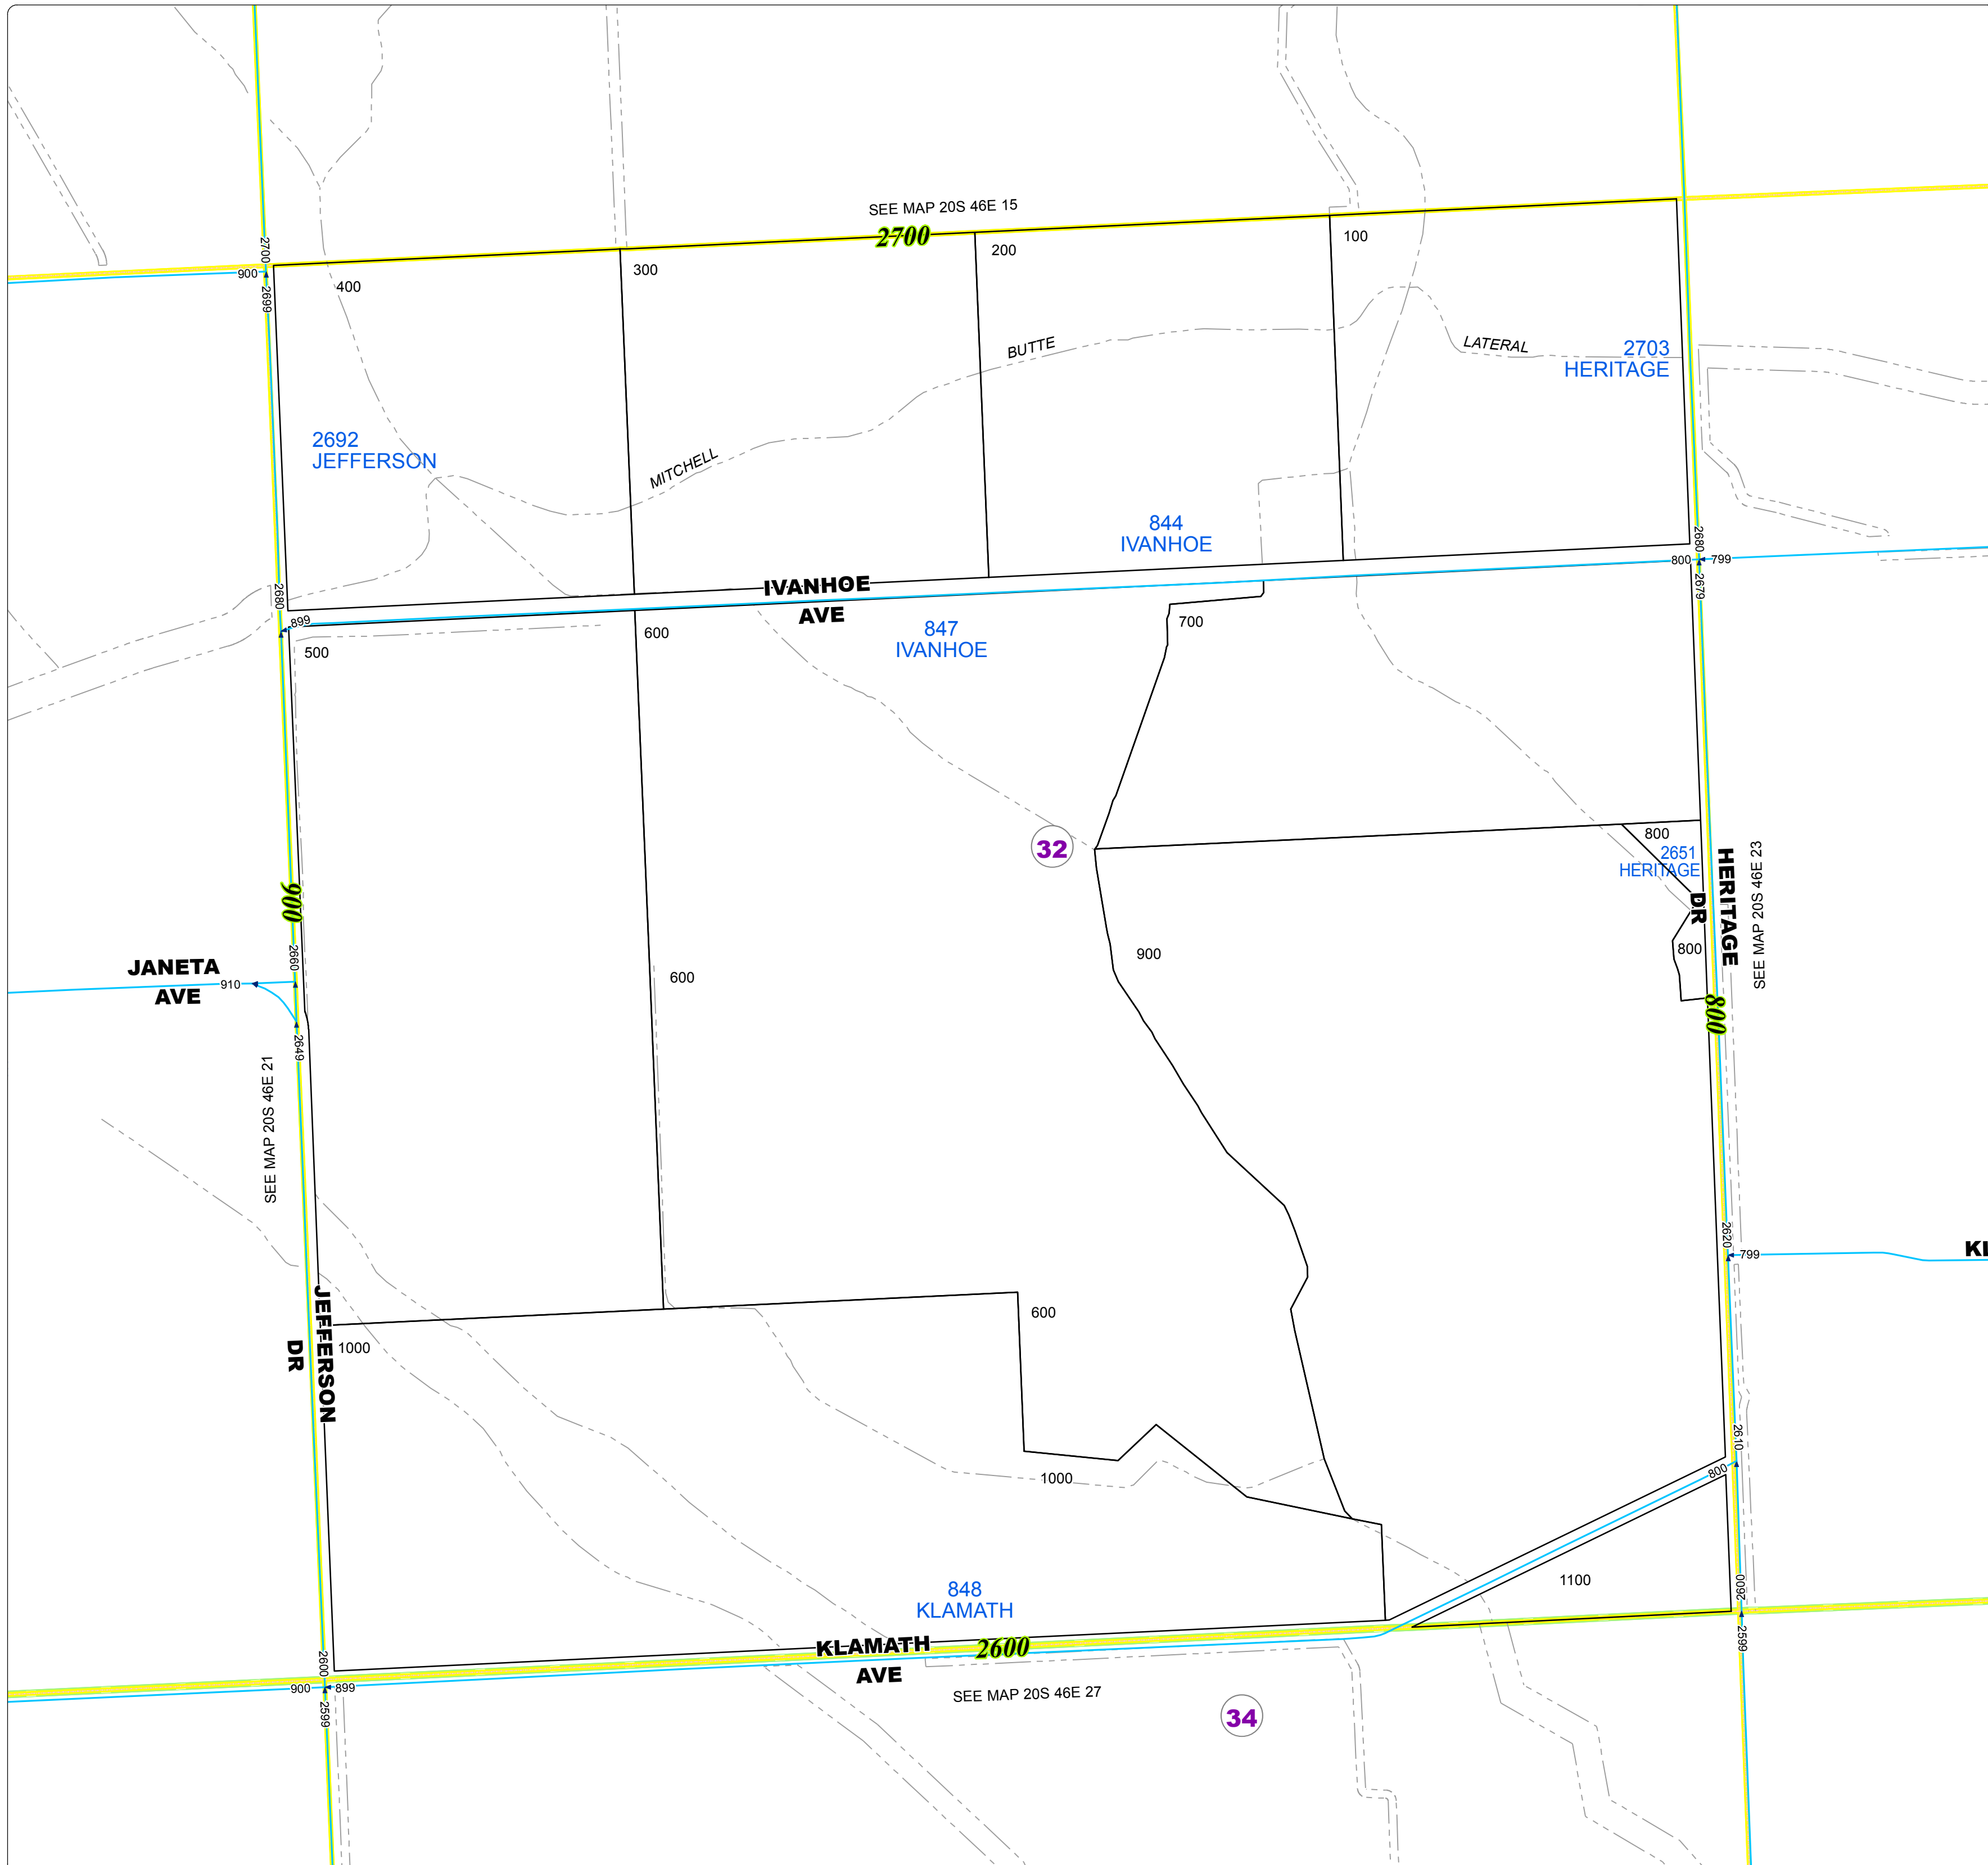 SEE MAP 20S 46E 15
2700
100
200
300
400
2700
900
2699
BUTTE
LATERAL
2703
HERITAGE
2692
JEFFERSON
MITCHELL
844
IVANHOE
2680
800
799
2679
IVANHOE
AVE
2680
899
500
600
847
IVANHOE
700
32
800
2651
HERITAGE
HERITAGE
DR
SEE MAP 20S 46E 23
900
800
900
600
800
2660
JANETA
AVE
910
2649
SEE MAP 20S 46E 21
2620
799
KL
JEFFERSON
DR
600
1000
2610
800
1000
1100
2600
2599
848
KLAMATH
KLAMATH
AVE
2600
2600
900
899
2599
SEE MAP 20S 46E 27
34